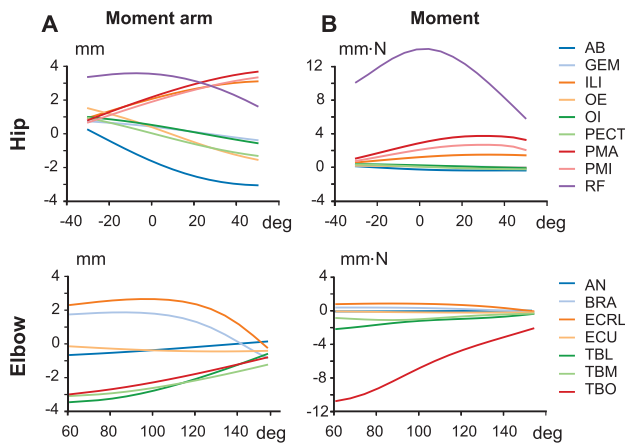 A Moment arm
B Moment
Hip
mm
4
2
0
-2
-4
-40 -20 0 20 40 deg
mm·N
12
8
4
0
-4
-40 -20 0 20 40 deg
AB
GEM
ILI
OE
OI
PECT
PMA
PMI
RF
Elbow
mm
4
2
0
-2
-4
60 80 100 120 140 deg
mm·N
4
0
-4
-8
-12
60 80 100 120 140 deg
AN
BRA
ECRL
ECU
TBL
TBM
TBO